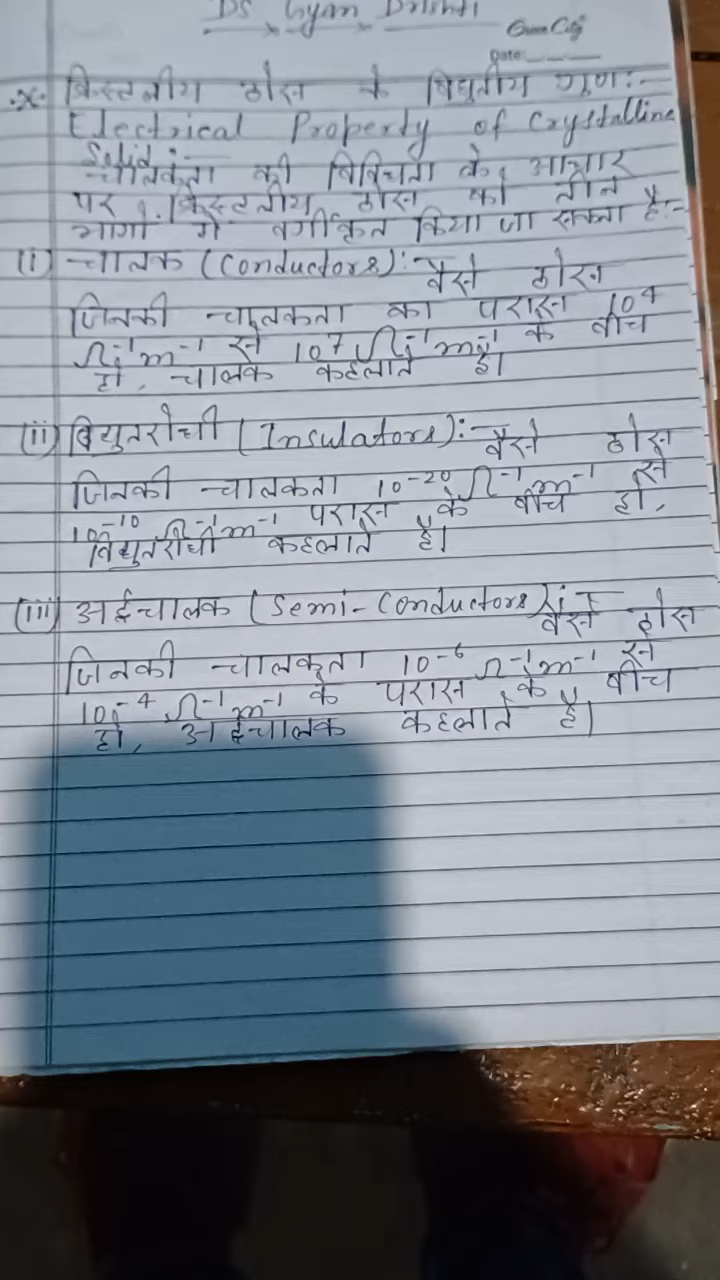 DS Gyan Drishti
Date:
क्रिस्टलीय ठोस के विधुतीय गुण:-
Electrical Property of Crystalline
Solid:-
चालकता की विविधता के आधार
पर क्रिस्टलीय ठोस को तीन
भागों में वर्गीकृत किया जा सकता है:-
(i) चालक (Conductors):- वैसे ठोस
जिनकी चालकता का परास 10⁴
Ω⁻¹m⁻¹ से 10⁷ Ω⁻¹m⁻¹ के बीच
हो, चालक कहलाते हैं।
(ii) विधुतरोधी (Insulators):- वैसे ठोस
जिनकी चालकता 10⁻²⁰ Ω⁻¹m⁻¹ से
10⁻¹⁰ Ω⁻¹m⁻¹ परास के बीच हो,
विधुतरोधी कहलाते हैं।
(iii) अर्द्धचालक (Semi-Conductors):- वैसे ठोस
जिनकी चालकता 10⁻⁶ Ω⁻¹m⁻¹ से
10⁻⁴ Ω⁻¹m⁻¹ के परास के बीच
हो, अर्द्धचालक कहलाते हैं।